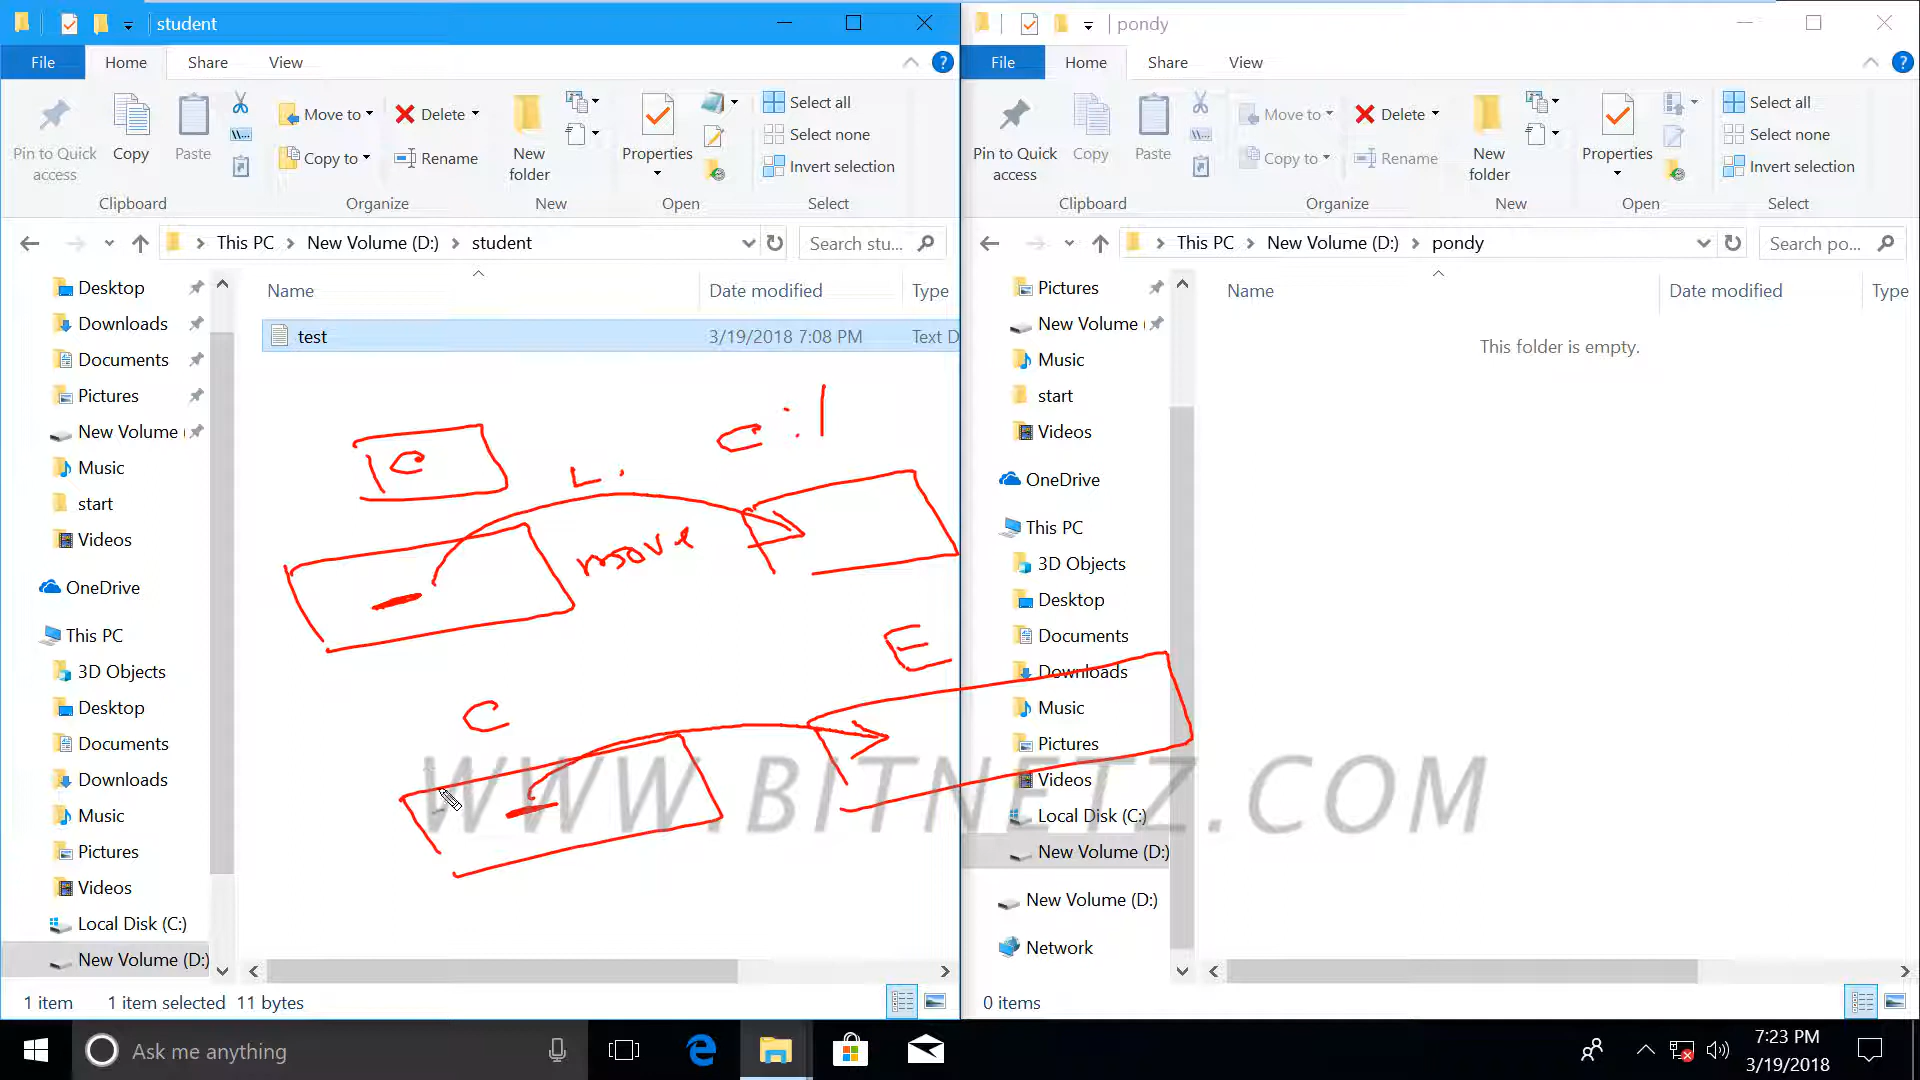 student
File Home Share View
Pin to Quick access
Copy
Paste
Clipboard
Move to
Copy to
Delete
Rename
Organize
New folder
New
Properties
Open
Select all
Select none
Invert selection
Select
This PC New Volume (D:) student
Search stu...
Desktop
Downloads
Documents
Pictures
New Volume (
Music
start
Videos
OneDrive
This PC
3D Objects
Desktop
Documents
Downloads
Music
Pictures
Videos
Local Disk (C:)
New Volume (D:)
Name Date modified Type
test 3/19/2018 7:08 PM Text D
C
C:\
L.
move
E
C
1 item 1 item selected 11 bytes
pondy
File Home Share View
Pin to Quick access
Copy
Paste
Clipboard
Move to
Copy to
Delete
Rename
Organize
New folder
New
Properties
Open
Select all
Select none
Invert selection
Select
This PC New Volume (D:) pondy
Search po...
Pictures
New Volume (
Music
start
Videos
OneDrive
This PC
3D Objects
Desktop
Documents
Downloads
Music
Pictures
Videos
Local Disk (C:)
New Volume (D:)
New Volume (D:)
Network
Name Date modified Type
This folder is empty.
0 items
WWW.BITNETZ.COM
Ask me anything
7:23 PM
3/19/2018